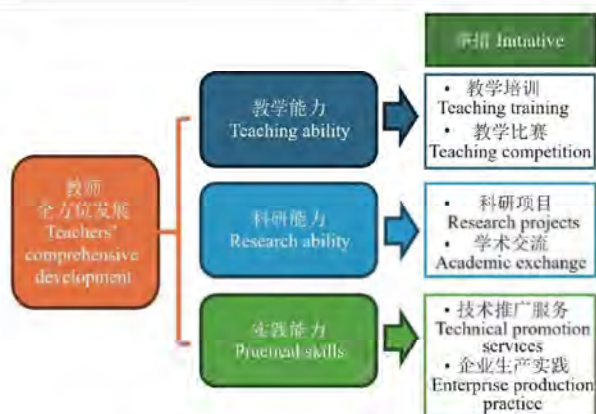 举措 Initiative
教师
全方位发展
Teachers'
comprehensive
development
教学能力
Teaching ability
• 教学培训
Teaching training
• 教学比赛
Teaching competition
科研能力
Research ability
• 科研项目
Research projects
• 学术交流
Academic exchange
实践能力
Practical skills
• 技术推广服务
Technical promotion
services
• 企业生产实践
Enterprise production
practice